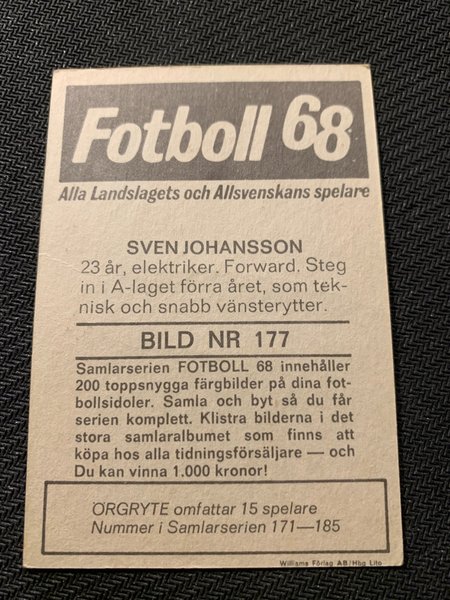 Fotboll 68
Alla Landslagets och Allsvenskans spelare
SVEN JOHANSSON
23 år, elektriker. Forward. Steg
in i A-laget förra året, som tek-
nisk och snabb vänsterytter.
BILD NR 177
Samlarserien FOTBOLL 68 innehåller
200 toppsnygga färgbilder på dina fot-
bollsidoler. Samla och byt så du får
serien komplett. Klistra bilderna i det
stora samlaralbumet som finns att
köpa hos alla tidningsförsäljare — och
Du kan vinna 1.000 kronor!
ÖRGRYTE omfattar 15 spelare
Nummer i Samlarserien 171—185
Williams Förlag AB/Hbg Lito